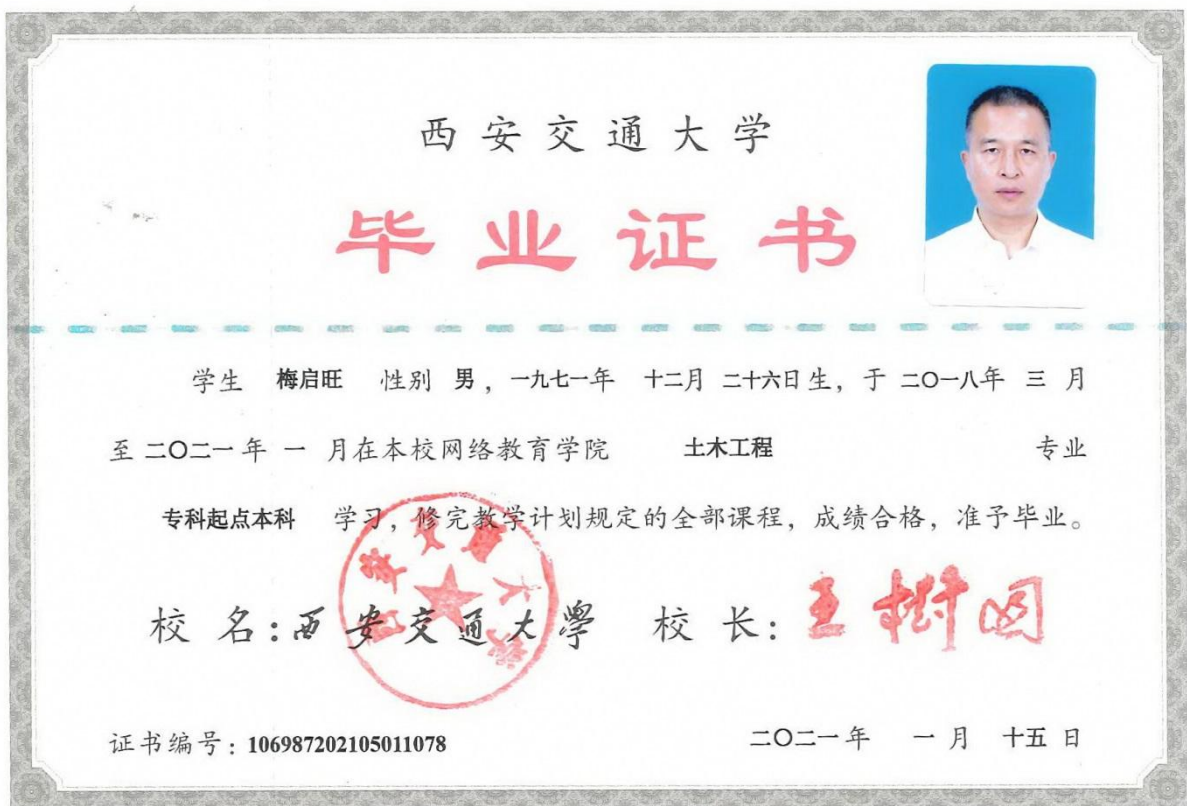 西安交通大学
毕业证书
学生 梅启旺 性别 男，一九七一年 十二月 二十六日生，于 二〇一八年 三 月
至 二〇二一 年 一 月在本校网络教育学院 土木工程 专业
专科起点本科 学习，修完教学计划规定的全部课程，成绩合格，准予毕业。
校 名：西安交通大學 校 长：王樹国
证书编号：106987202105011078 二〇二一 年 一 月 十五 日